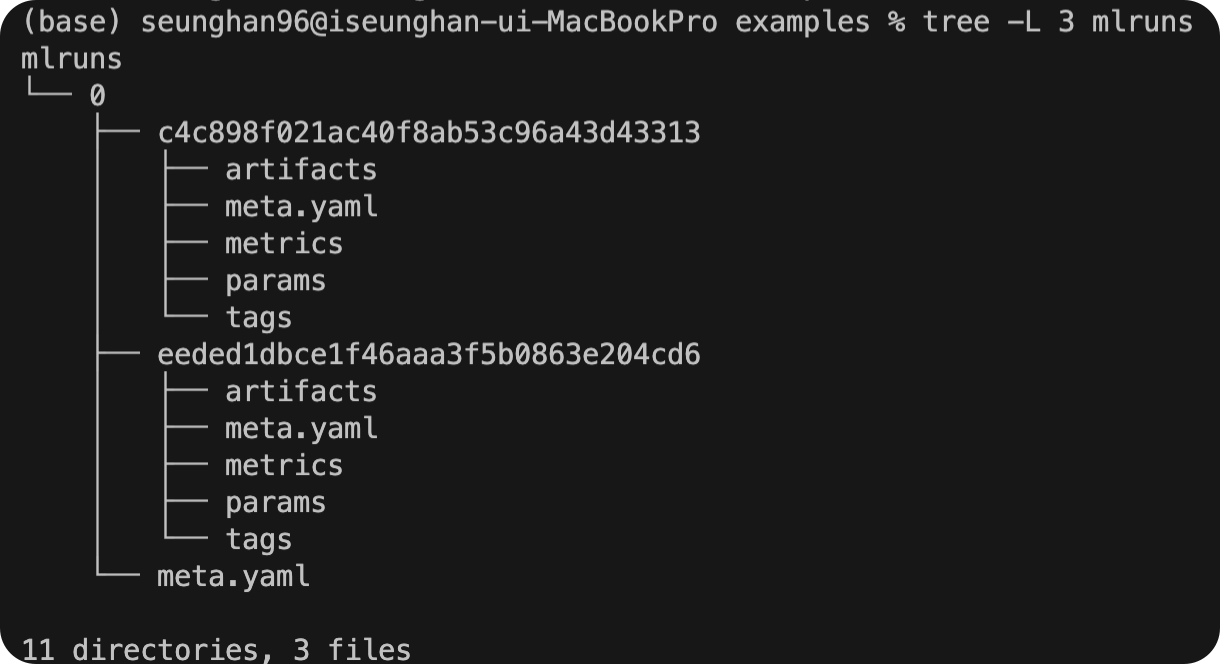 (base) seunghan96@iseunghan-ui-MacBookPro examples % tree -L 3 mlruns
mlruns
└── 0
    ├── c4c898f021ac40f8ab53c96a43d43313
    │   ├── artifacts
    │   ├── meta.yaml
    │   ├── metrics
    │   ├── params
    │   └── tags
    ├── eeded1dbce1f46aaa3f5b0863e204cd6
    │   ├── artifacts
    │   ├── meta.yaml
    │   ├── metrics
    │   ├── params
    │   └── tags
    └── meta.yaml
11 directories, 3 files